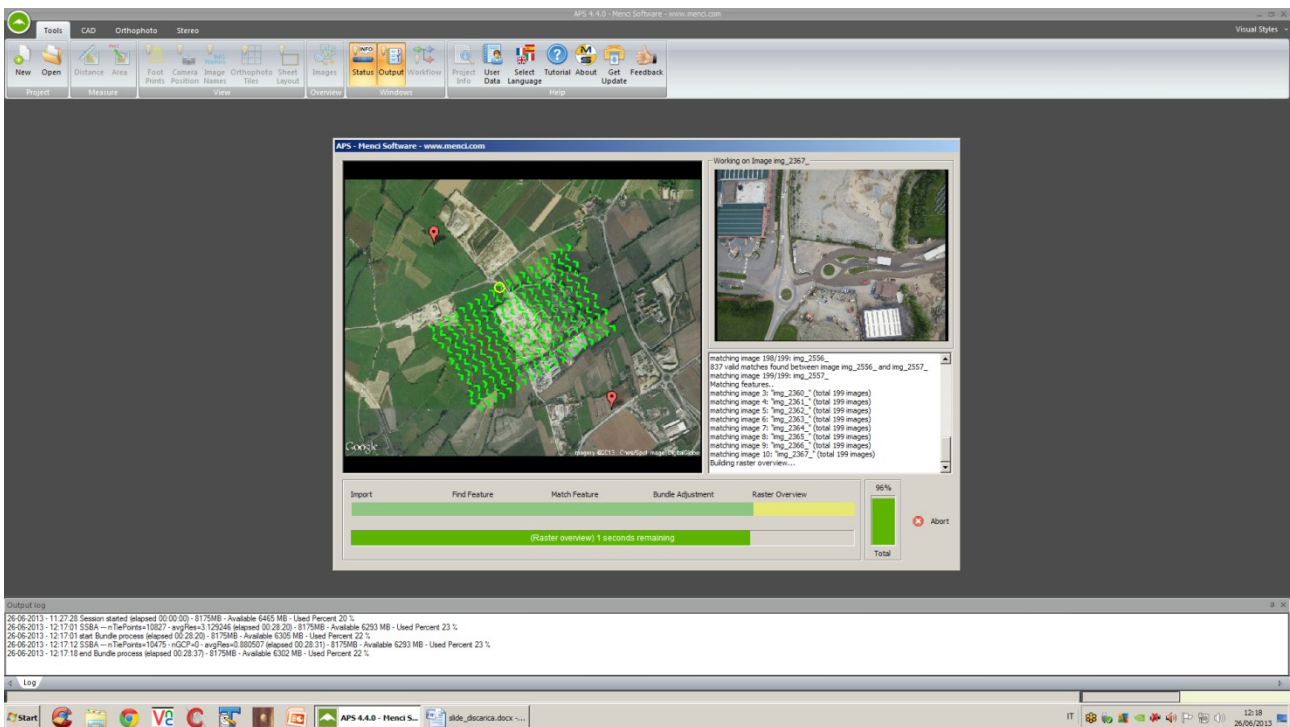 APS 4.4.0 - Menci Software - www.menci.com
Tools CAD Orthophoto Stereo Visual Styles
New Open Distance Area Foot Prints Camera Position Image Names Orthophoto Tiles Sheet Layout Images Status Output Workflow Project Info User Data Select Language Tutorial About Get Update Feedback
Project Measure View Overview Windows Help
APS - Menci Software - www.menci.com
Working on Image img_2367_
Google
matching image 198/199: img_2556_
837 valid matches found between image img_2556_ and img_2557_
matching image 199/199: img_2557_
Matching features..
matching image 3: "img_2360_" (total 199 images)
matching image 4: "img_2361_" (total 199 images)
matching image 5: "img_2362_" (total 199 images)
matching image 6: "img_2363_" (total 199 images)
matching image 7: "img_2364_" (total 199 images)
matching image 8: "img_2365_" (total 199 images)
matching image 9: "img_2366_" (total 199 images)
matching image 10: "img_2367_" (total 199 images)
Building raster overview...
Import Find Feature Match Feature Bundle Adjustment Raster Overview
(Raster overview) 1 seconds remaining
96%
Total
Abort
Output log
26-06-2013 - 11:27:28 Session started (elapsed 00:00:00) - 8175MB - Available 6465 MB - Used Percent 20 %
26-06-2013 - 12:17:01 SSBA --- nTiePoints=10827 - avgRes=3.129246 (elapsed 00:28:20) - 8175MB - Available 6293 MB - Used Percent 23 %
26-06-2013 - 12:17:01 start Bundle process (elapsed 00:28:20) - 8175MB - Available 6305 MB - Used Percent 22 %
26-06-2013 - 12:17:12 SSBA --- nTiePoints=10475 - nGCP=0 - avgRes=0.880507 (elapsed 00:28:31) - 8175MB - Available 6293 MB - Used Percent 23 %
26-06-2013 - 12:17:18 end Bundle process (elapsed 00:28:37) - 8175MB - Available 6302 MB - Used Percent 22 %
Log
Start APS 4.4.0 - Menci S... slide_discarica.docx -... IT 12:18
26/06/2013